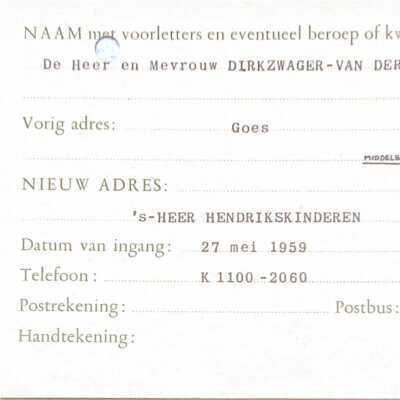 NAAM met voorletters en eventueel beroep of kw
De Heer en Mevrouw DIRKZWAGER-VAN DER
Vorig adres: Goes
MIDDELB
NIEUW ADRES:
's-HEER HENDRIKSKINDEREN
Datum van ingang: 27 mei 1959
Telefoon: K 1100-2060
Postrekening: Postbus:
Handtekening: